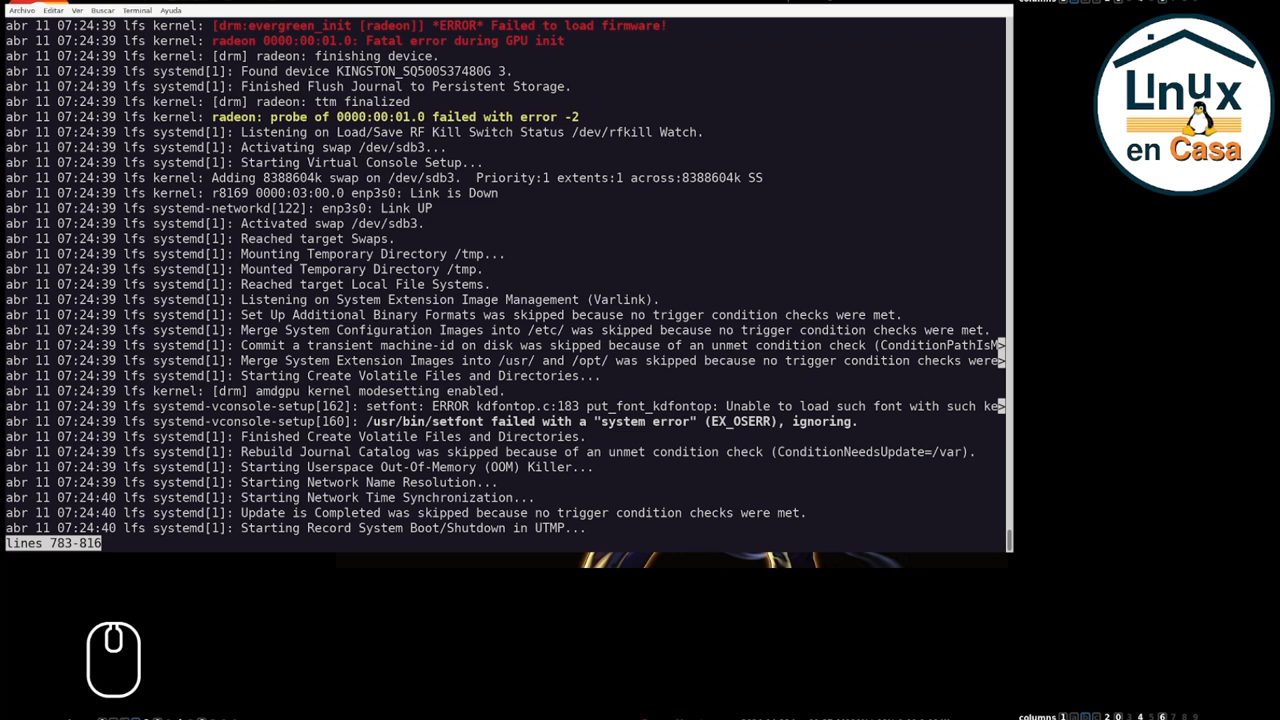 Archivo Editar Ver Buscar Terminal Ayuda
abr 11 07:24:39 lfs kernel: [drm:evergreen_init [radeon]] *ERROR* Failed to load firmware!
abr 11 07:24:39 lfs kernel: radeon 0000:00:01.0: Fatal error during GPU init
abr 11 07:24:39 lfs kernel: [drm] radeon: finishing device.
abr 11 07:24:39 lfs systemd[1]: Found device KINGSTON_SQ500S37480G 3.
abr 11 07:24:39 lfs systemd[1]: Finished Flush Journal to Persistent Storage.
abr 11 07:24:39 lfs kernel: [drm] radeon: ttm finalized
abr 11 07:24:39 lfs kernel: radeon: probe of 0000:00:01.0 failed with error -2
abr 11 07:24:39 lfs systemd[1]: Listening on Load/Save RF Kill Switch Status /dev/rfkill Watch.
abr 11 07:24:39 lfs systemd[1]: Activating swap /dev/sdb3...
abr 11 07:24:39 lfs systemd[1]: Starting Virtual Console Setup...
abr 11 07:24:39 lfs kernel: Adding 8388604k swap on /dev/sdb3.  Priority:1 extents:1 across:8388604k SS
abr 11 07:24:39 lfs kernel: r8169 0000:03:00.0 enp3s0: Link is Down
abr 11 07:24:39 lfs systemd-networkd[122]: enp3s0: Link UP
abr 11 07:24:39 lfs systemd[1]: Activated swap /dev/sdb3.
abr 11 07:24:39 lfs systemd[1]: Reached target Swaps.
abr 11 07:24:39 lfs systemd[1]: Mounting Temporary Directory /tmp...
abr 11 07:24:39 lfs systemd[1]: Mounted Temporary Directory /tmp.
abr 11 07:24:39 lfs systemd[1]: Reached target Local File Systems.
abr 11 07:24:39 lfs systemd[1]: Listening on System Extension Image Management (Varlink).
abr 11 07:24:39 lfs systemd[1]: Set Up Additional Binary Formats was skipped because no trigger condition checks were met.
abr 11 07:24:39 lfs systemd[1]: Merge System Configuration Images into /etc/ was skipped because no trigger condition checks were met.
abr 11 07:24:39 lfs systemd[1]: Commit a transient machine-id on disk was skipped because of an unmet condition check (ConditionPathIsM>
abr 11 07:24:39 lfs systemd[1]: Merge System Extension Images into /usr/ and /opt/ was skipped because no trigger condition checks were>
abr 11 07:24:39 lfs systemd[1]: Starting Create Volatile Files and Directories...
abr 11 07:24:39 lfs kernel: [drm] amdgpu kernel modesetting enabled.
abr 11 07:24:39 lfs systemd-vconsole-setup[162]: setfont: ERROR kdfontop.c:183 put_font_kdfontop: Unable to load such font with such ke>
abr 11 07:24:39 lfs systemd-vconsole-setup[160]: /usr/bin/setfont failed with a "system error" (EX_OSERR), ignoring.
abr 11 07:24:39 lfs systemd[1]: Finished Create Volatile Files and Directories.
abr 11 07:24:39 lfs systemd[1]: Rebuild Journal Catalog was skipped because of an unmet condition check (ConditionNeedsUpdate=/var).
abr 11 07:24:39 lfs systemd[1]: Starting Userspace Out-Of-Memory (OOM) Killer...
abr 11 07:24:39 lfs systemd[1]: Starting Network Name Resolution...
abr 11 07:24:40 lfs systemd[1]: Starting Network Time Synchronization...
abr 11 07:24:40 lfs systemd[1]: Update is Completed was skipped because no trigger condition checks were met.
abr 11 07:24:40 lfs systemd[1]: Starting Record System Boot/Shutdown in UTMP...
lines 783-816
Linux
en Casa
columns